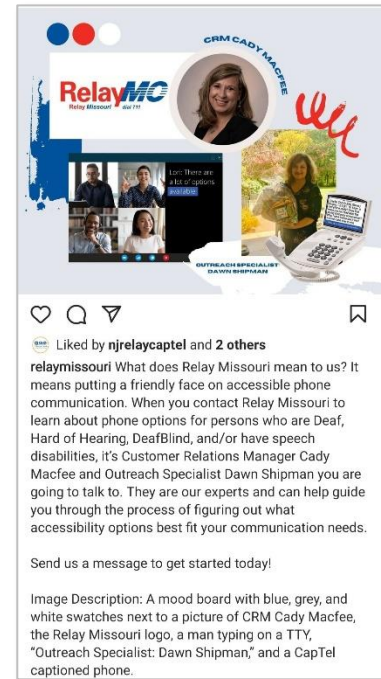 CRM CADY MACFEE
RelayMO
Relay Missouri dial 711
Lori: There are
a lot of options
available.
OUTREACH SPECIALIST
DAWN SHIPMAN
Liked by njrelaycaptel and 2 others
relaymissouri What does Relay Missouri mean to us? It
means putting a friendly face on accessible phone
communication. When you contact Relay Missouri to
learn about phone options for persons who are Deaf,
Hard of Hearing, DeafBlind, and/or have speech
disabilities, it's Customer Relations Manager Cady
Macfee and Outreach Specialist Dawn Shipman you are
going to talk to. They are our experts and can help guide
you through the process of figuring out what
accessibility options best fit your communication needs.
Send us a message to get started today!
Image Description: A mood board with blue, grey, and
white swatches next to a picture of CRM Cady Macfee,
the Relay Missouri logo, a man typing on a TTY,
"Outreach Specialist: Dawn Shipman," and a CapTel
captioned phone.